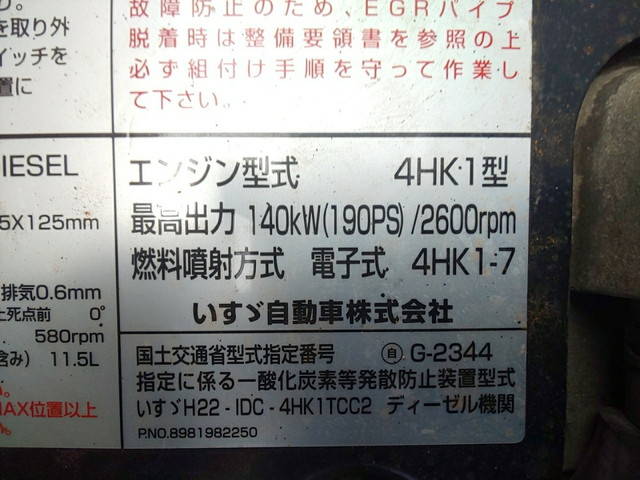 を取り外
イッチを
置に
故障防止のため、EGRパイプ
脱着時は整備要領書を参照の上
必ず組付け手順を守って作業し
て下さい。
DIESEL
5X125mm
排気0.6mm
上死点前 0°
580rpm
含み) 11.5L
MAX位置以上
エンジン型式 4HK1型
最高出力 140kW(190PS)/2600rpm
燃料噴射方式 電子式 4HK1-7
いすゞ自動車株式会社
国土交通省型式指定番号 自 G-2344
指定に係る一酸化炭素等発散防止装置型式
いすゞH22-IDC-4HK1TCC2 ディーゼル機関
P.NO.8981982250